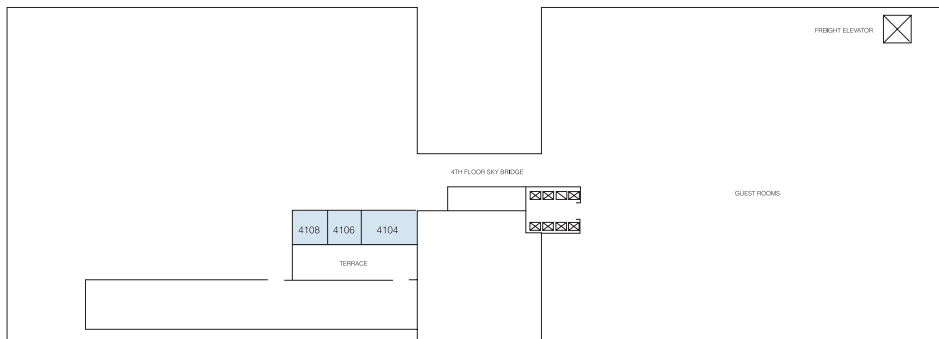 FREIGHT ELEVATOR
4TH FLOOR SKY BRIDGE
GUEST ROOMS
4108
4106
4104
TERRACE